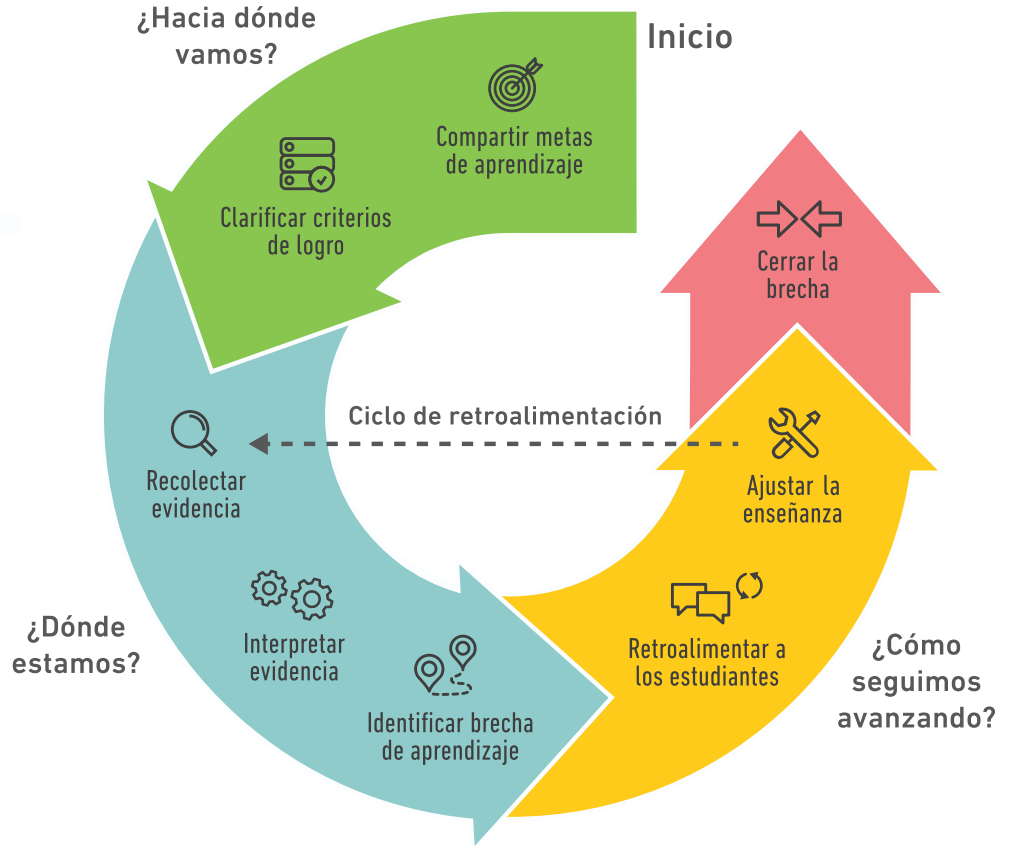 ¿Hacia dónde
vamos?
Inicio
Compartir metas
de aprendizaje
Clarificar criterios
de logro
Cerrar la
brecha
Ciclo de retroalimentación
Recolectar
evidencia
Ajustar la
enseñanza
¿Dónde
estamos?
Interpretar
evidencia
Identificar brecha
de aprendizaje
Retroalimentar a
los estudiantes
¿Cómo
seguimos
avanzando?